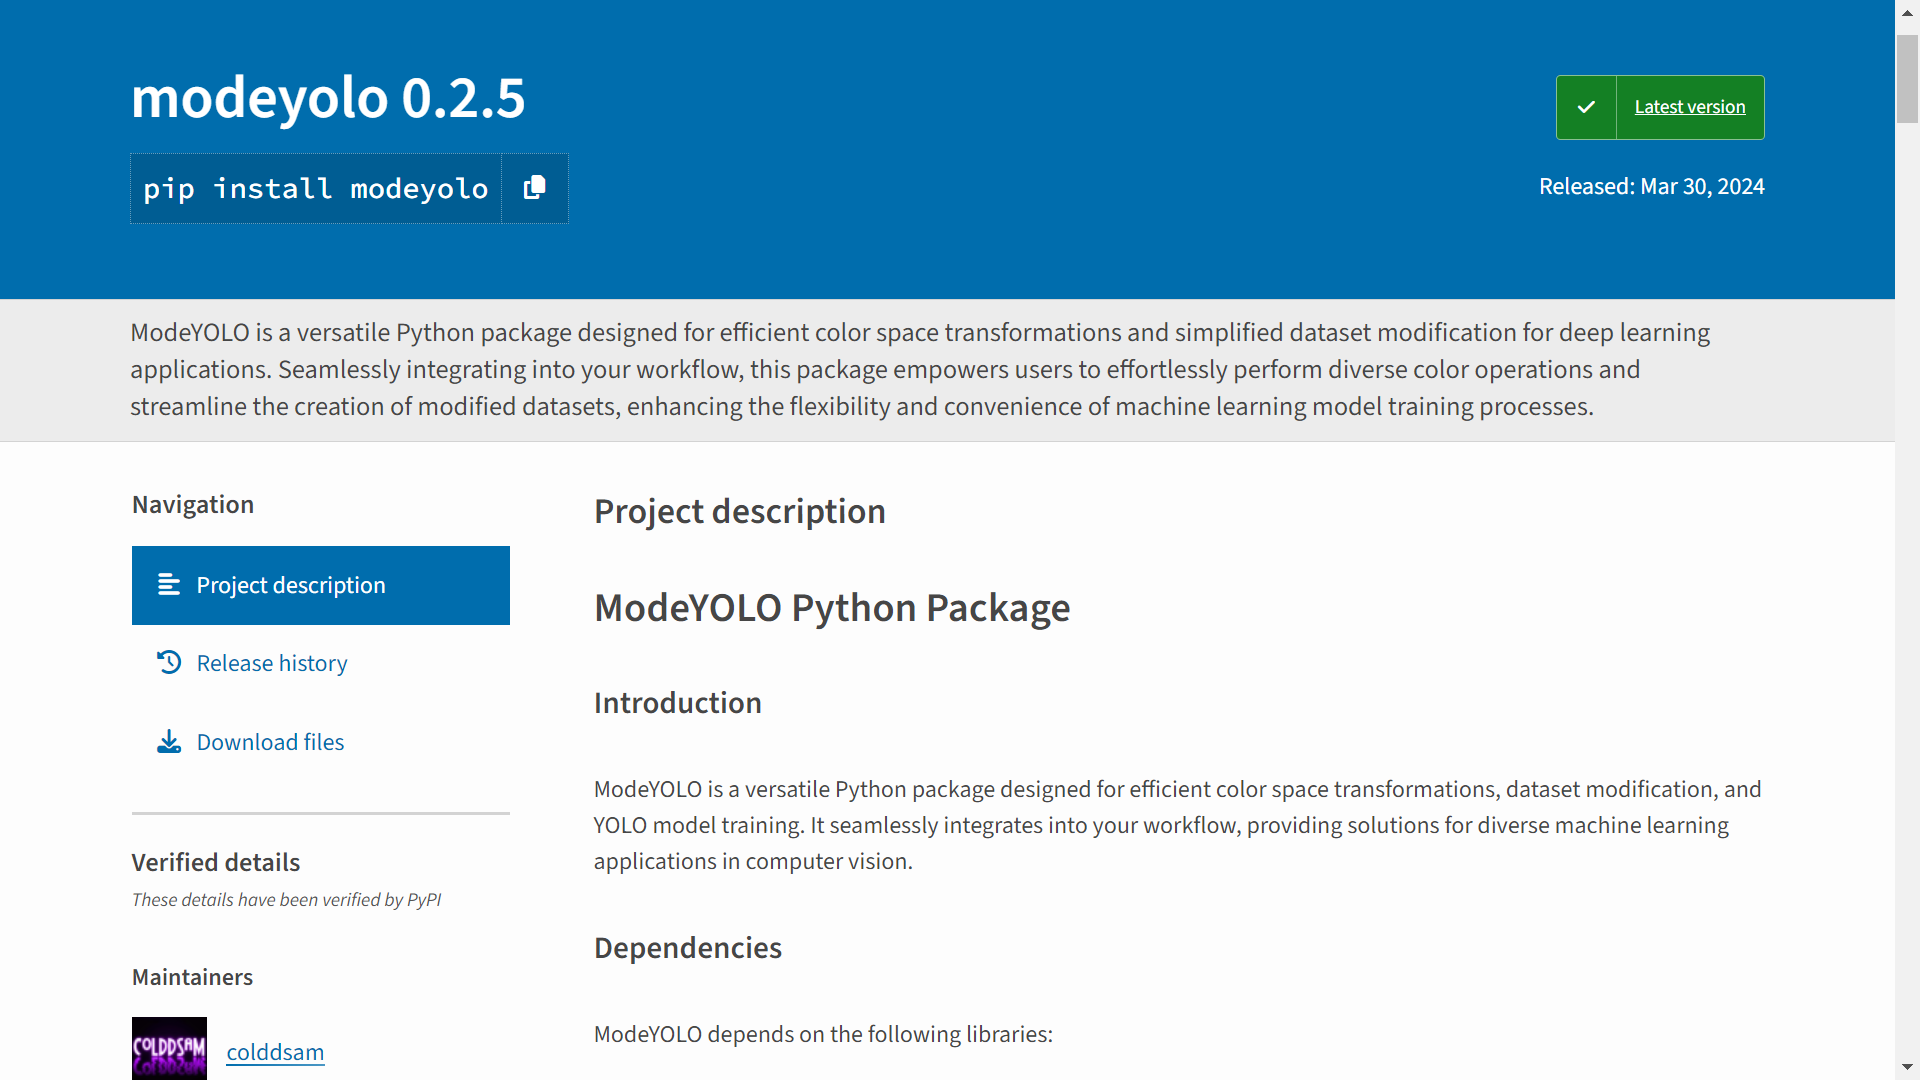 modeyolo 0.2.5
pip install modeyolo
Latest version
Released: Mar 30, 2024
ModeYOLO is a versatile Python package designed for efficient color space transformations and simplified dataset modification for deep learning
applications. Seamlessly integrating into your workflow, this package empowers users to effortlessly perform diverse color operations and
streamline the creation of modified datasets, enhancing the flexibility and convenience of machine learning model training processes.
Navigation
Project description
Release history
Download files
Verified details
These details have been verified by PyPI
Maintainers
COLDDSAM
colddsam
Project description
ModeYOLO Python Package
Introduction
ModeYOLO is a versatile Python package designed for efficient color space transformations, dataset modification, and
YOLO model training. It seamlessly integrates into your workflow, providing solutions for diverse machine learning
applications in computer vision.
Dependencies
ModeYOLO depends on the following libraries: